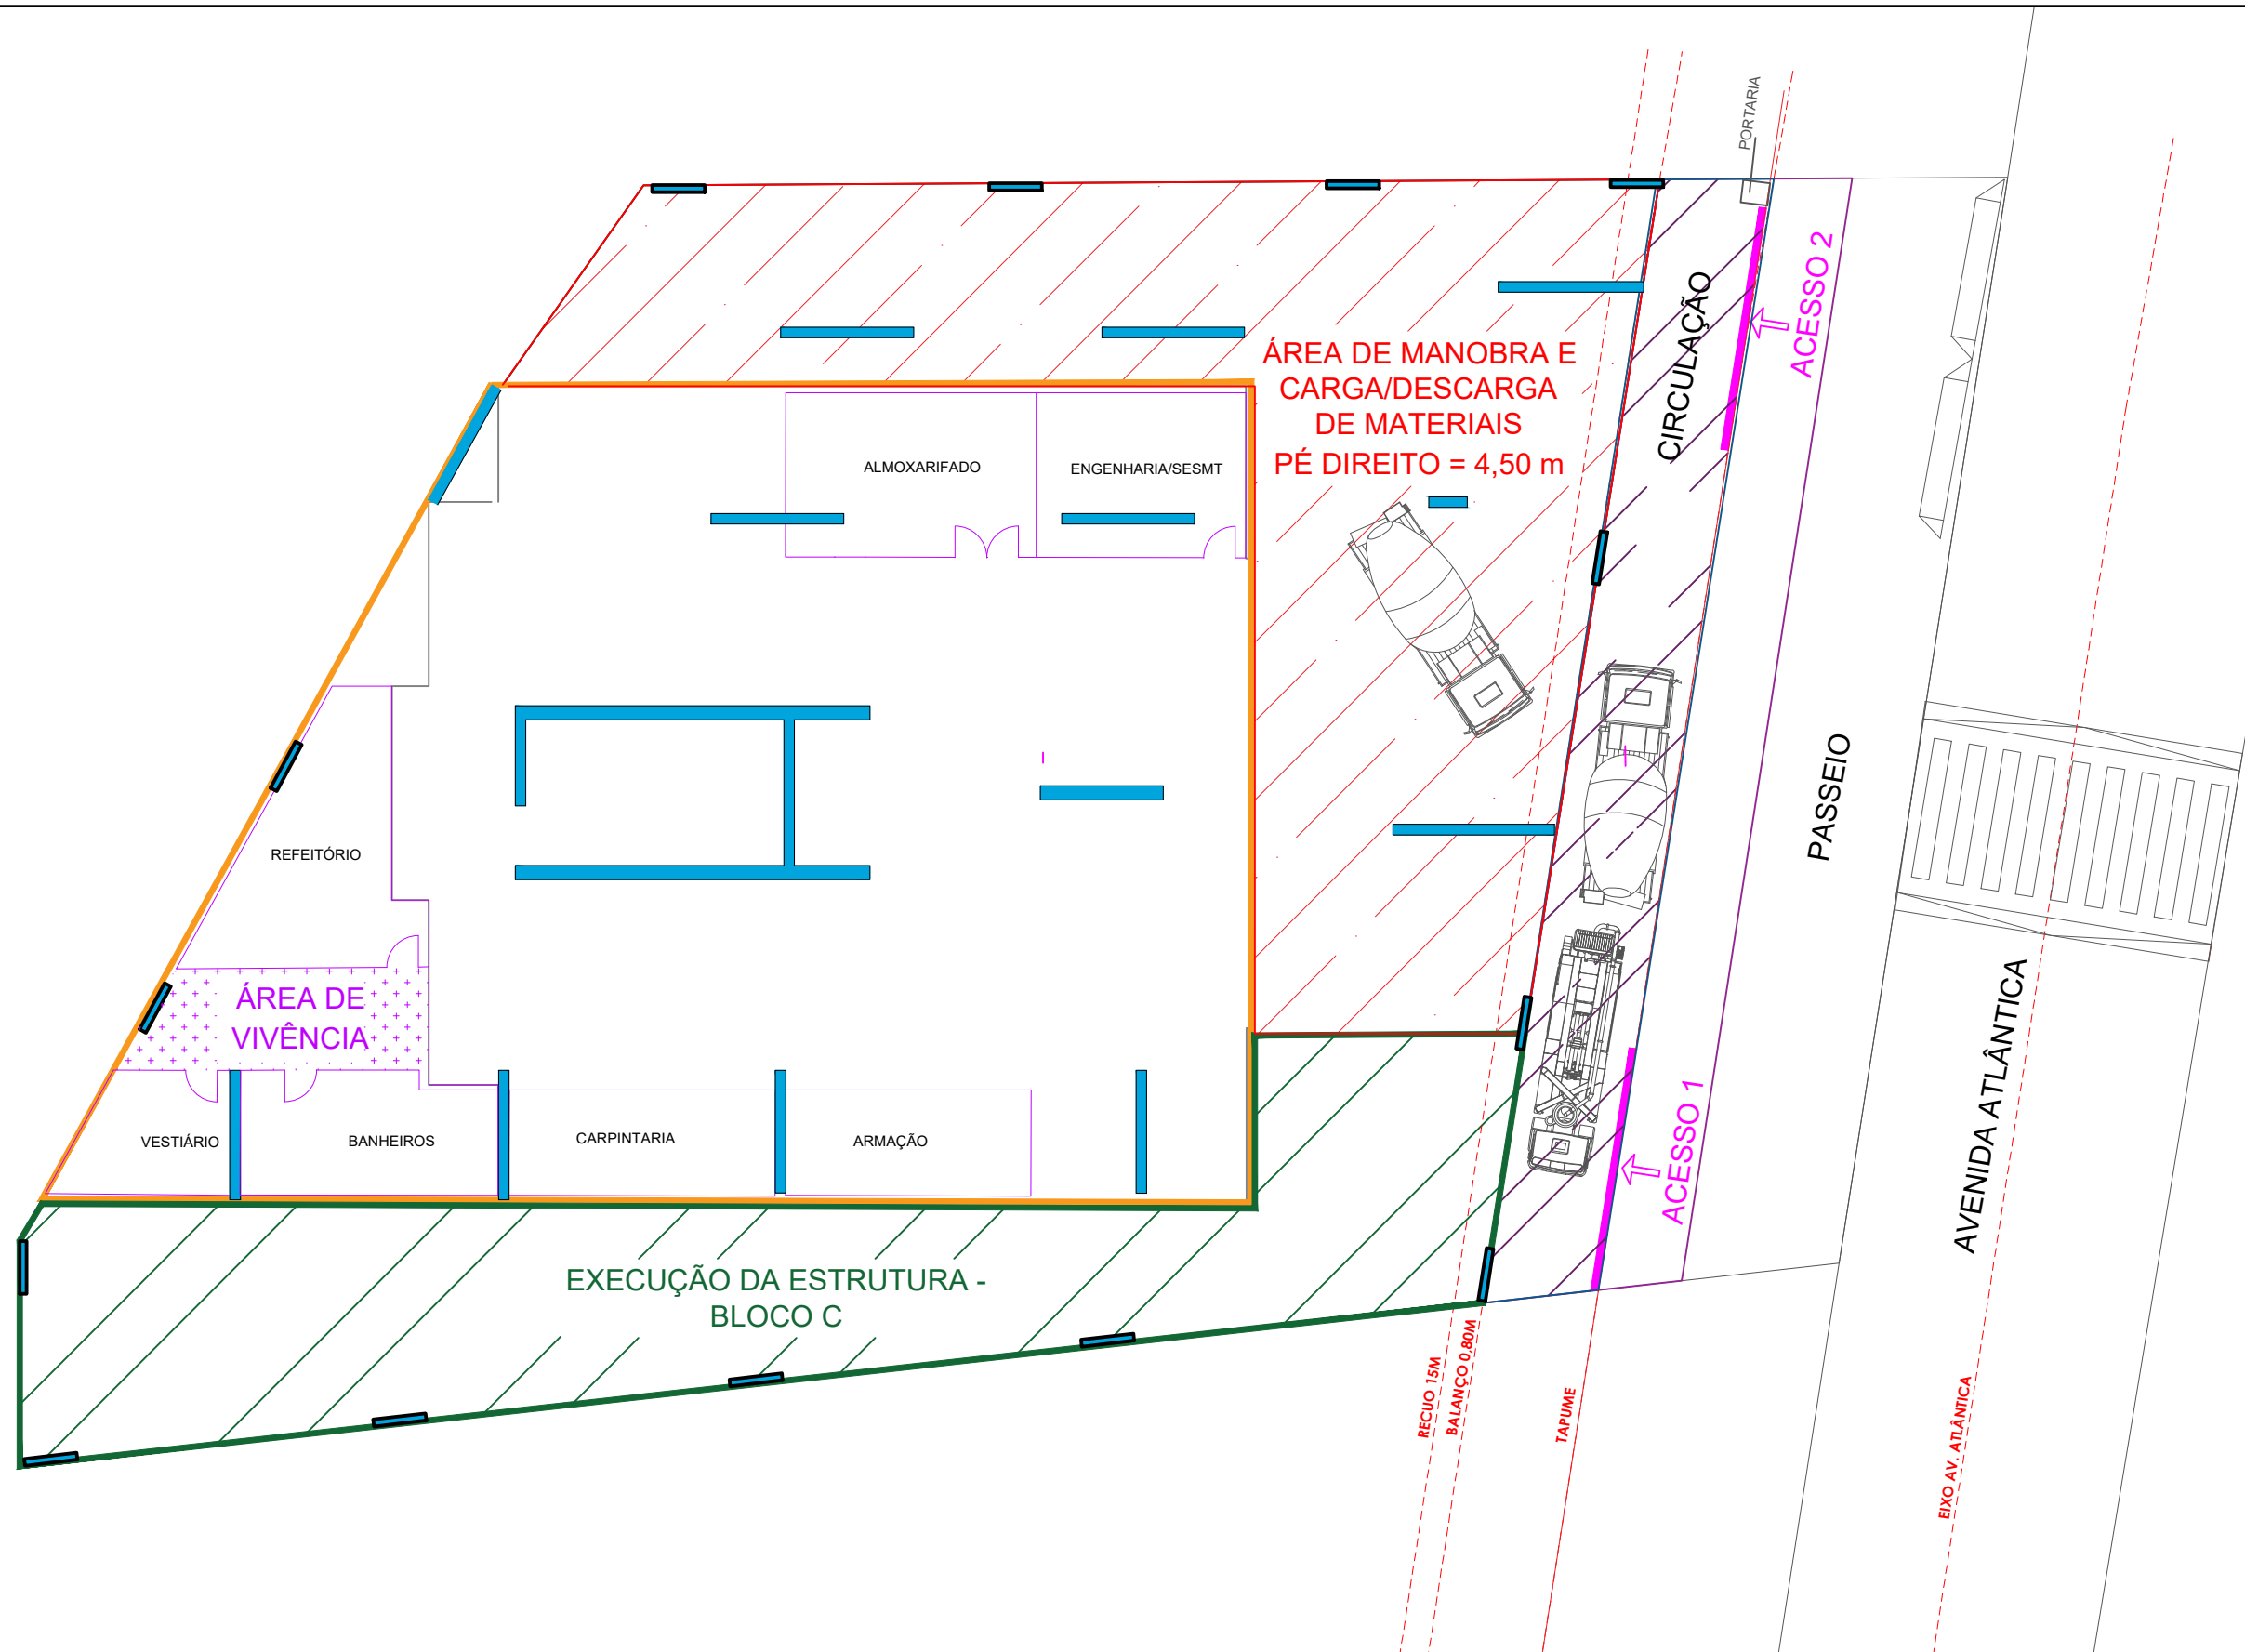 PORTARIA
ACESSO 2
CIRCULAÇÃO
ÁREA DE MANOBRA E
CARGA/DESCARGA
DE MATERIAIS
PÉ DIREITO = 4,50 m
ALMOXARIFADO
ENGENHARIA/SESMT
PASSEIO
REFEITÓRIO
ÁREA DE
VIVÊNCIA
AVENIDA ATLÂNTICA
ACESSO 1
VESTIÁRIO
BANHEIROS
CARPINTARIA
ARMAÇÃO
EXECUÇÃO DA ESTRUTURA -
BLOCO C
RECUO 15M
BALANÇO 0,80M
TAPUME
EIXO AV. ATLÂNTICA